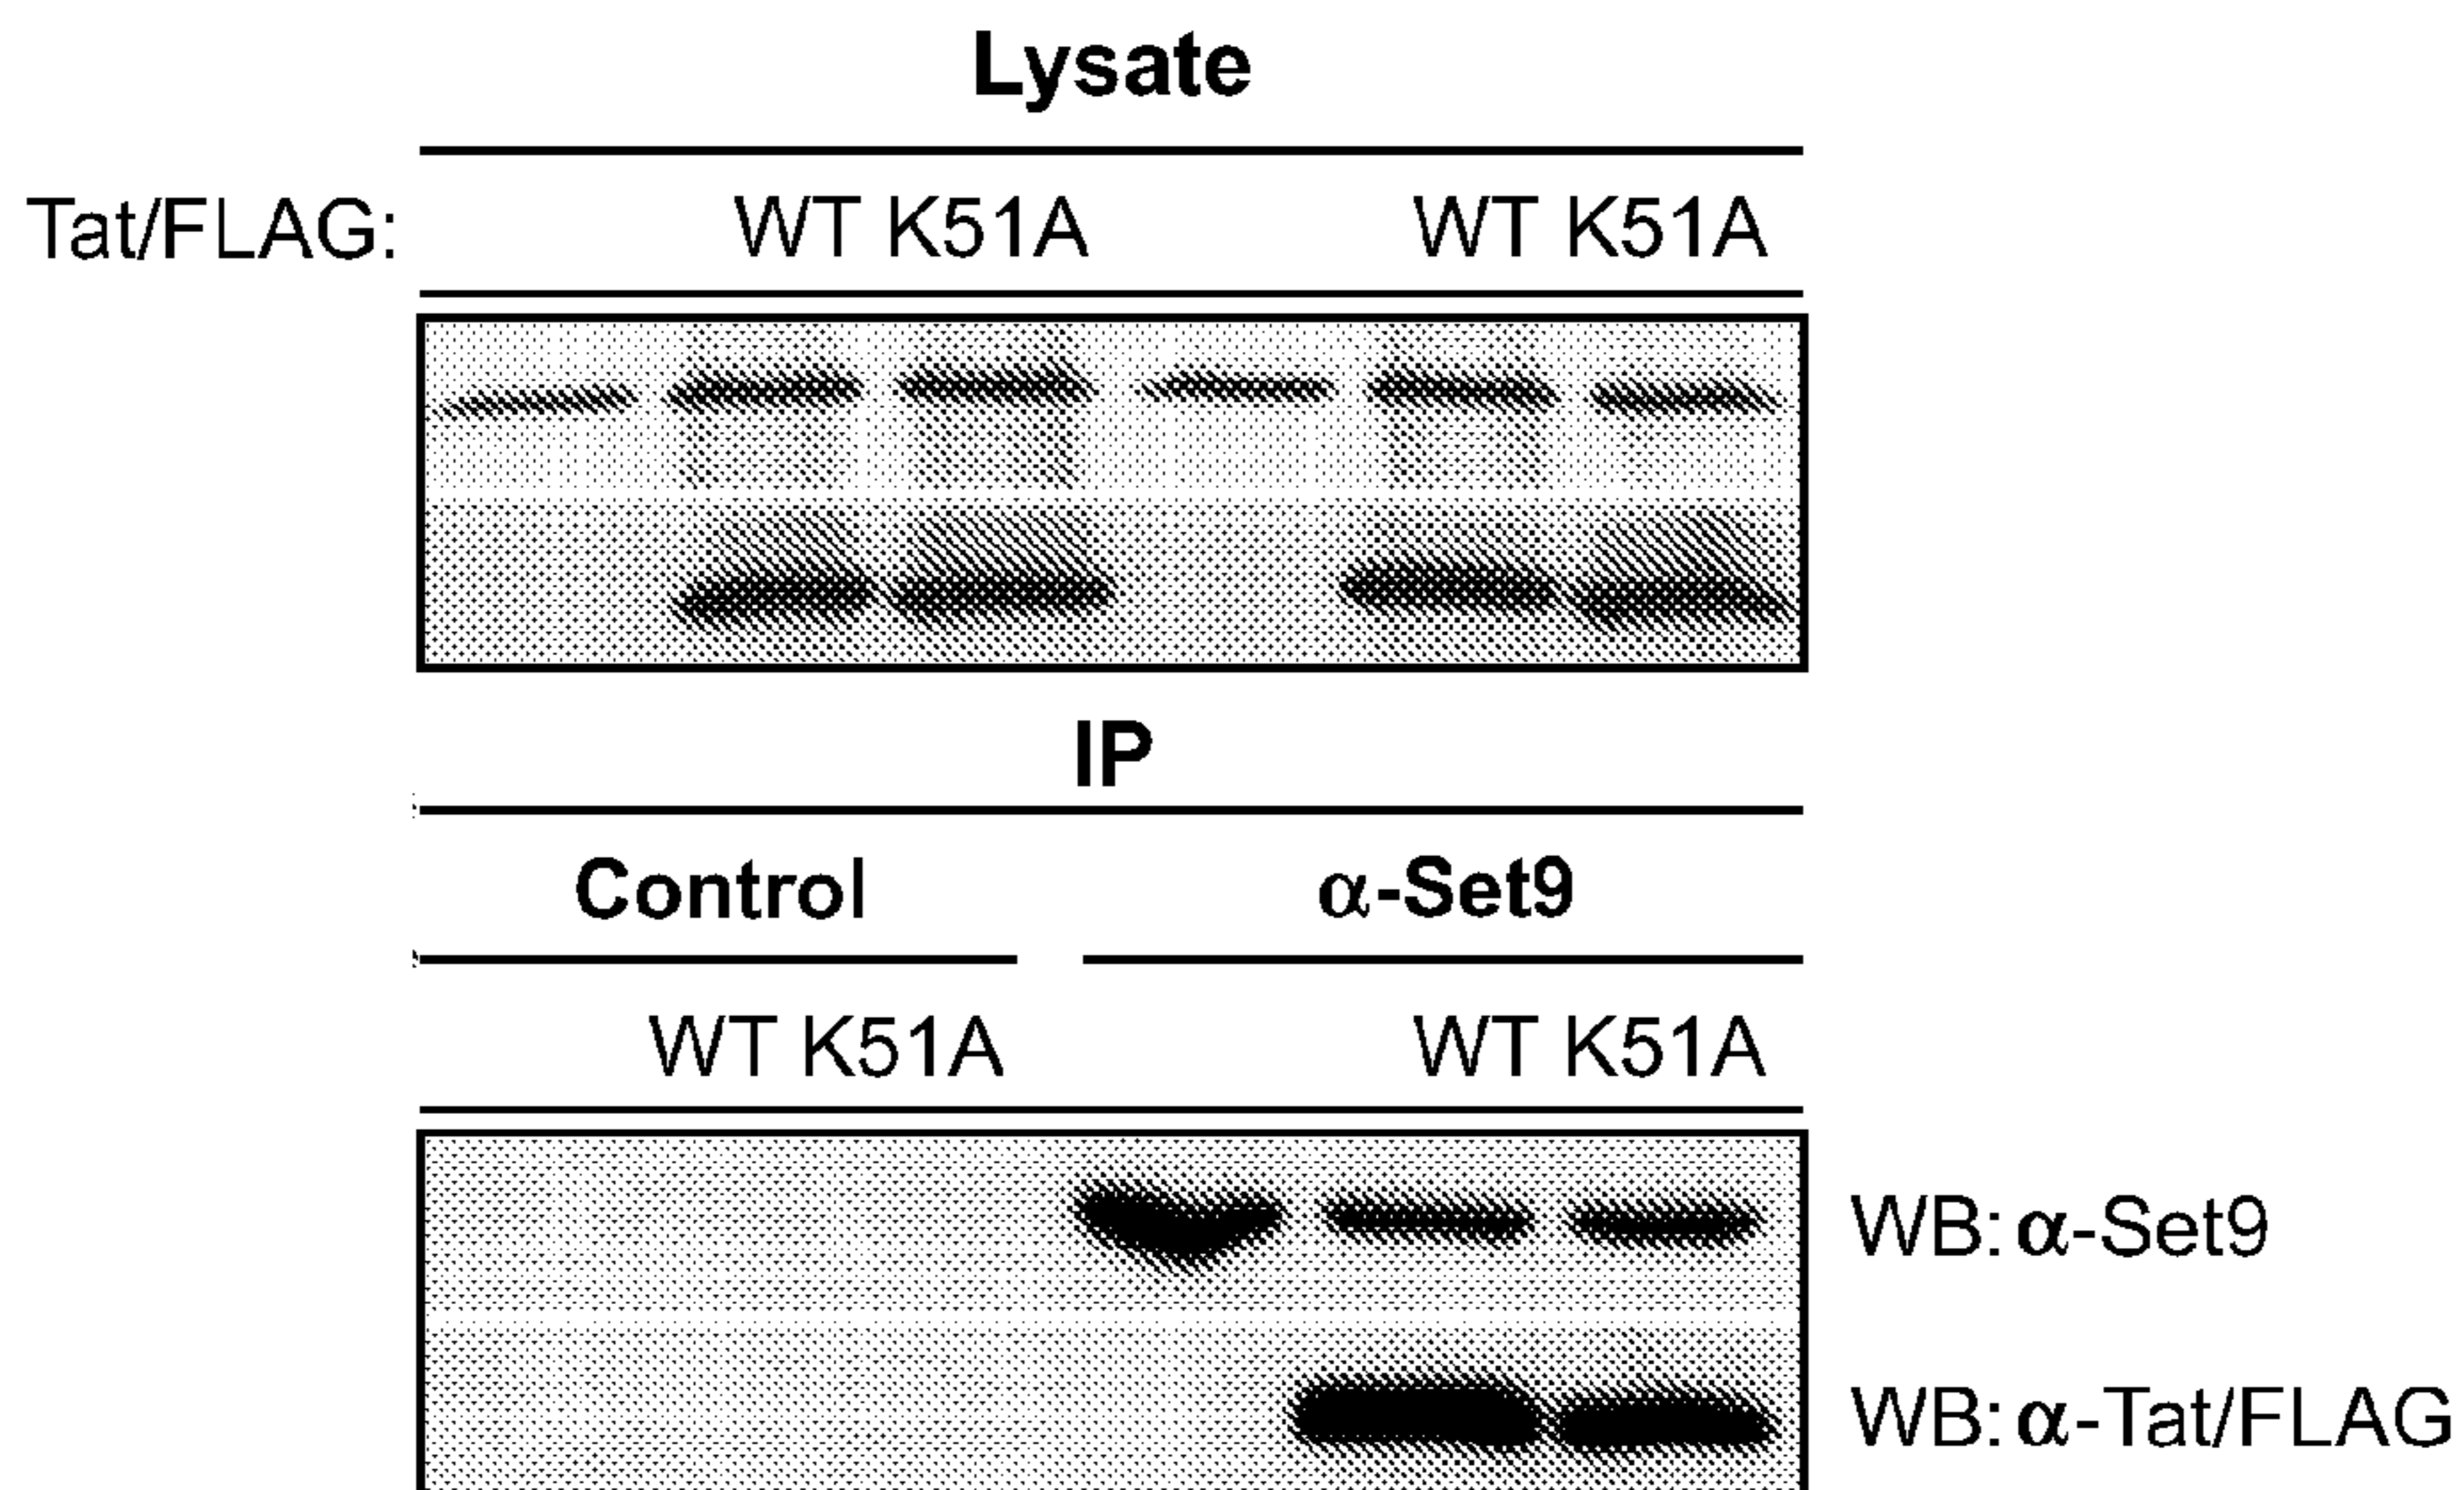 Lysate
Tat/FLAG: WT K51A WT K51A
IP
Control α-Set9
WT K51A WT K51A
WB: α-Set9
WB: α-Tat/FLAG